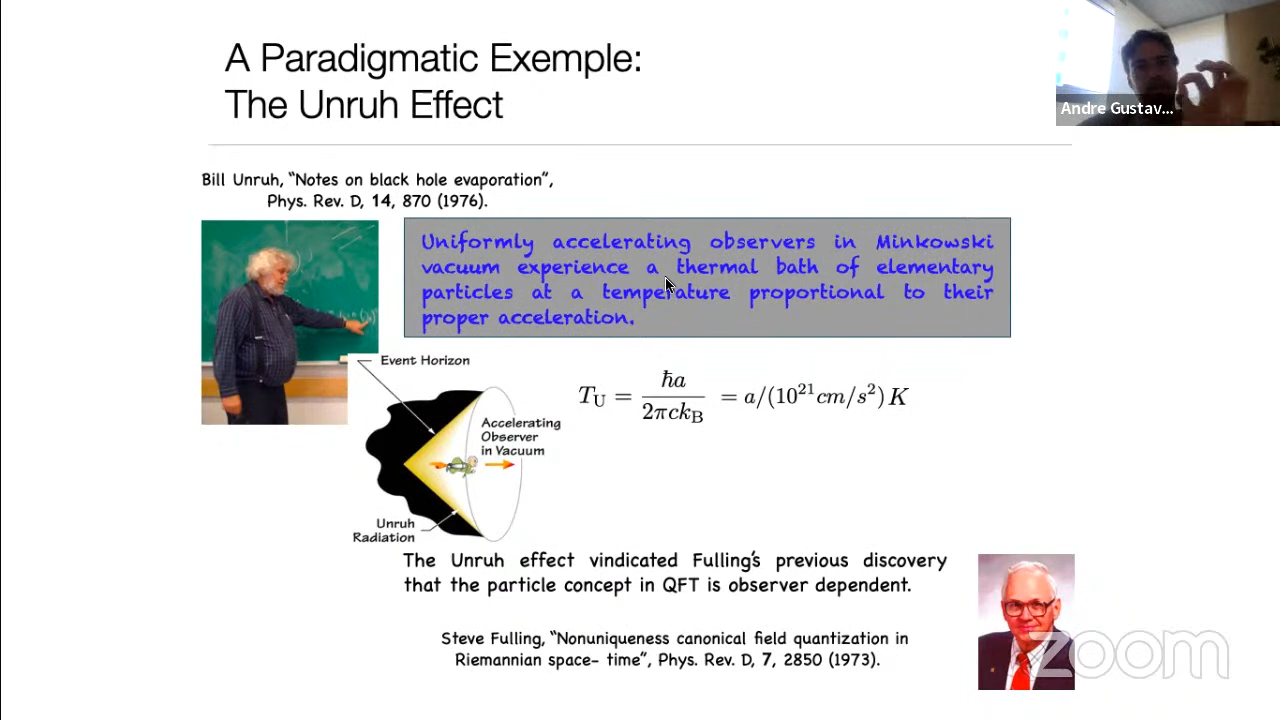 A Paradigmatic Exemple:
The Unruh Effect
Andre Gustav...
Bill Unruh, “Notes on black hole evaporation”,
Phys. Rev. D, 14, 870 (1976).
Uniformly accelerating observers in Minkowski
vacuum experience a thermal bath of elementary
particles at a temperature proportional to their
proper acceleration.
Event Horizon
Accelerating
Observer
in Vacuum
Unruh
Radiation
T_U = ħa / 2πck_B = a/(10^21 cm/s^2) K
The Unruh effect vindicated Fulling's previous discovery
that the particle concept in QFT is observer dependent.
Steve Fulling, “Nonuniqueness canonical field quantization in
Riemannian space- time”, Phys. Rev. D, 7, 2850 (1973).
zoom